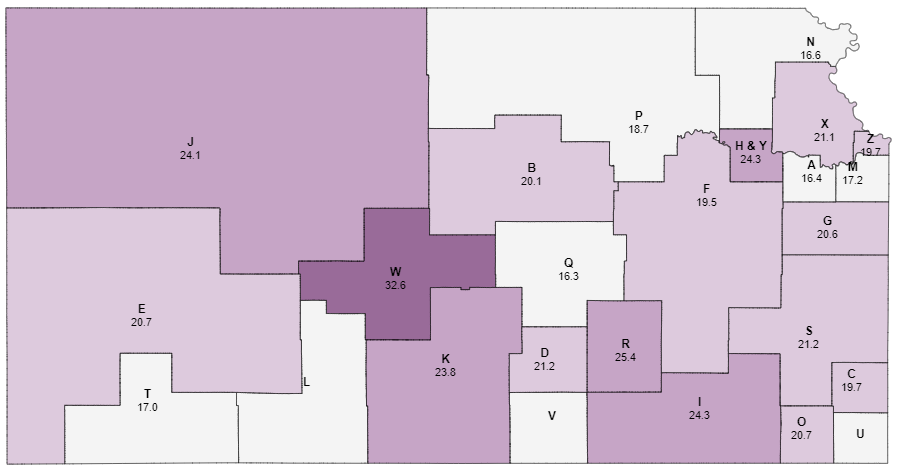 N
16.6
P
18.7
X
21.1
Z
19.7
J
24.1
H & Y
24.3
B
20.1
A
16.4
M
17.2
F
19.5
G
20.6
Q
16.3
W
32.6
E
20.7
S
21.2
R
25.4
D
21.2
K
23.8
C
19.7
L
T
17.0
I
24.3
V
O
20.7
U